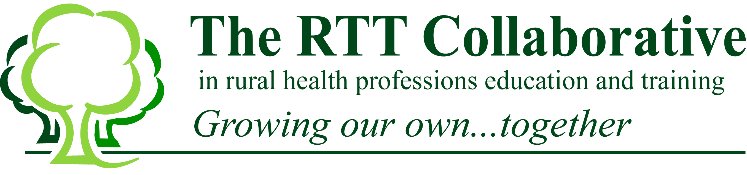 The RTT Collaborative
in rural health professions education and training
Growing our own...together